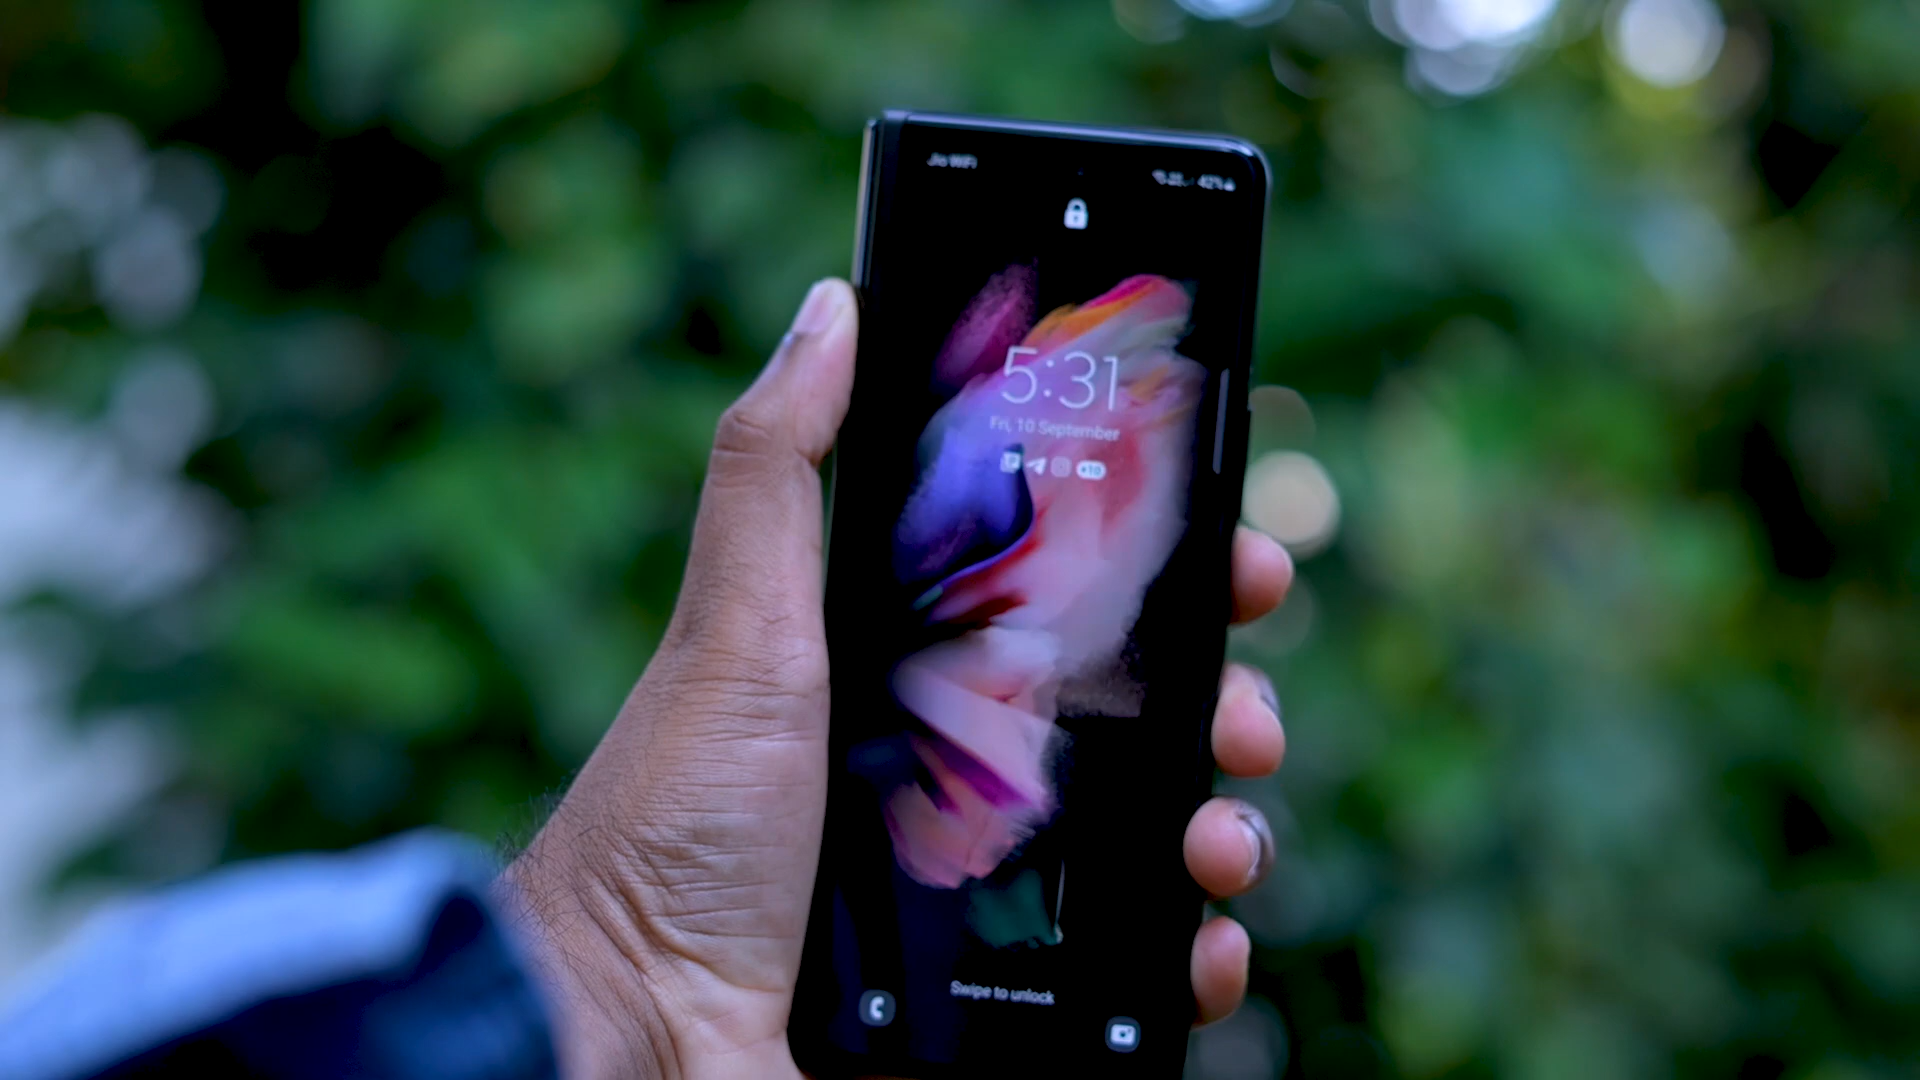 Jio WiFi
42%
5:31
Fri, 10 September
+10
Swipe to unlock